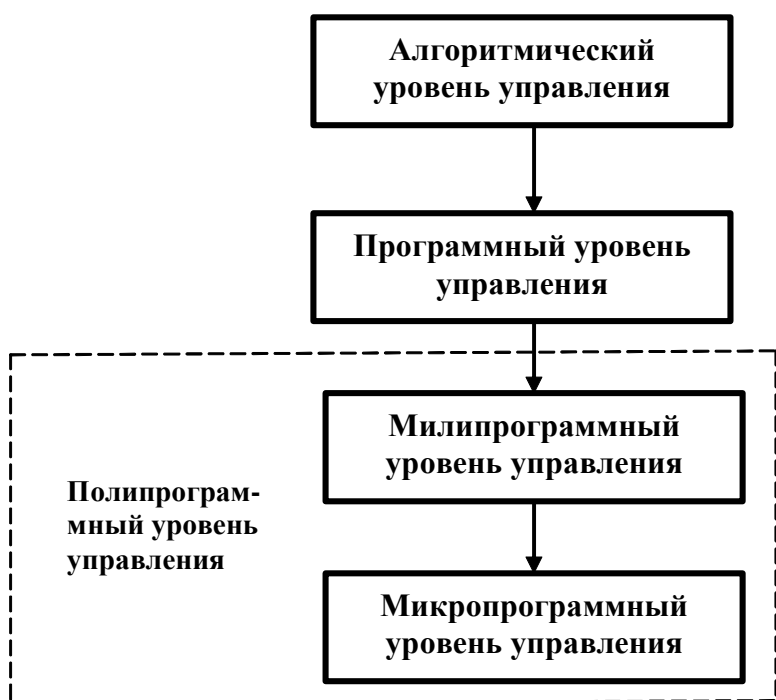 Алгоритмический
уровень управления
Программный уровень
управления
Милипрограммный
уровень управления
Полипрограм-
мный уровень
управления
Микропрограммный
уровень управления